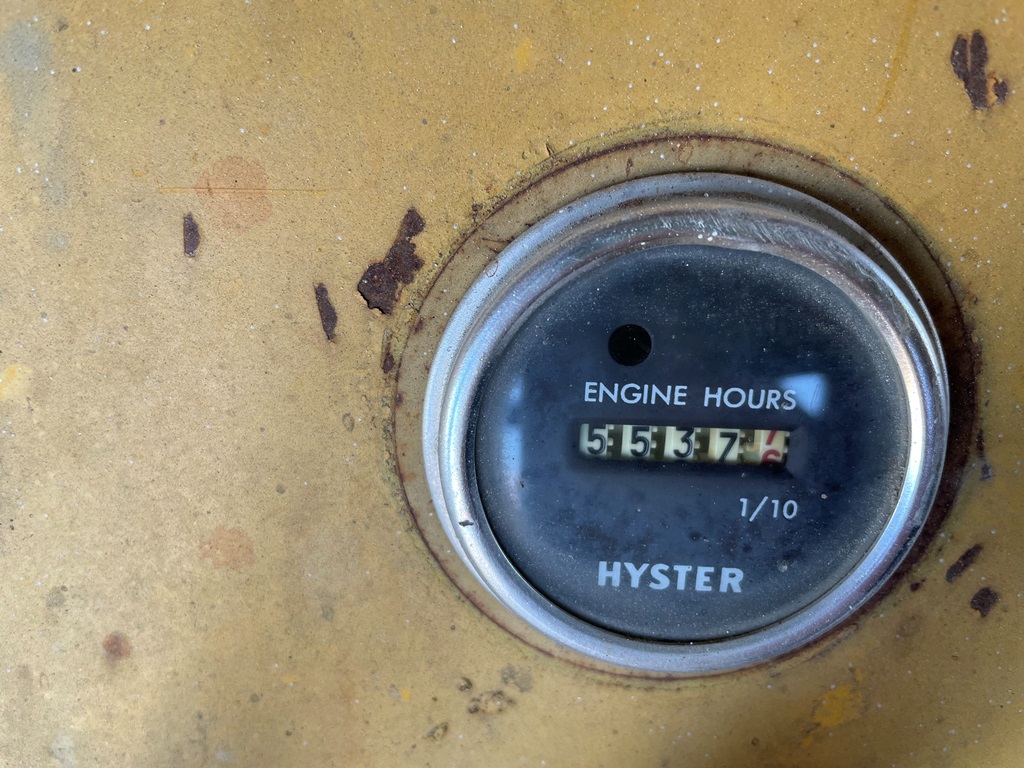 ENGINE HOURS
5537
1/10
HYSTER